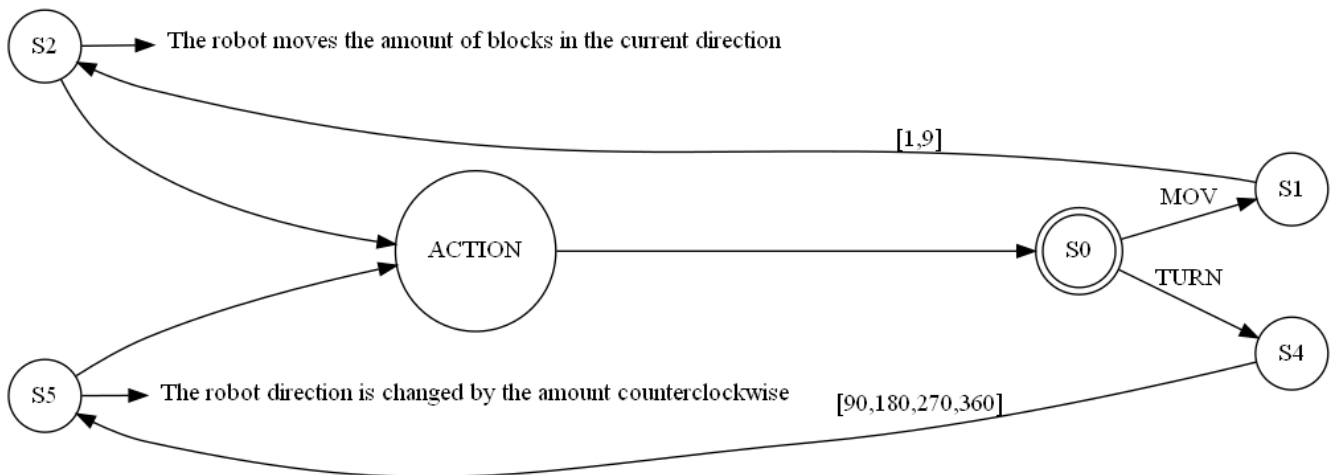 S2
The robot moves the amount of blocks in the current direction
[1,9]
S1
MOV
ACTION
S0
TURN
S4
S5
The robot direction is changed by the amount counterclockwise
[90,180,270,360]